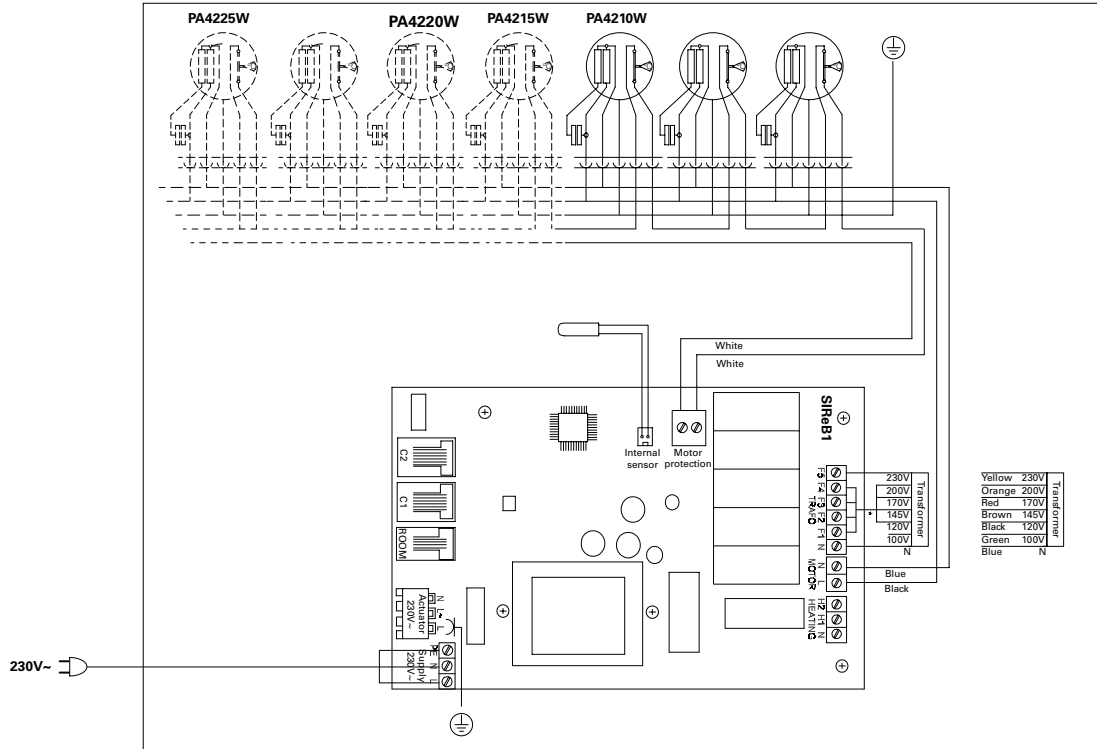 PA4225W
PA4220W
PA4215W
PA4210W
White
White
SIReB1
Internal
sensor
Motor
protection
C2
C1
ROOM
F5
F4
F3
F2
F1
N
TRAFO
230V
200V
170V
145V
120V
100V
N
Transformer
*
Yellow 230V
Orange 200V
Red 170V
Brown 145V
Black 120V
Green 100V
Blue N
Transformer
N
L
MOTOR
Blue
Black
H2
H1
N
HEATING
Actuator
230V~
N
L
PE
N
L
Supply
230V~
230V~